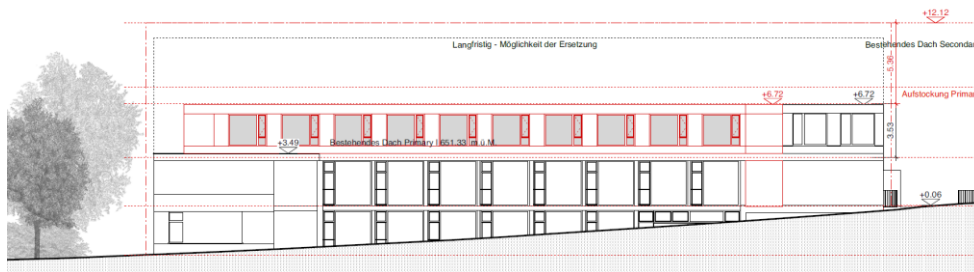 +12.12
Langfristig - Möglichkeit der Ersetzung
Bestehendes Dach Secondar
5.36
Aufstockung Primar
+6.72
+6.72
3.53
+3.49
Bestehendes Dach Primary | 651.33 m.ü.M.
+0.06